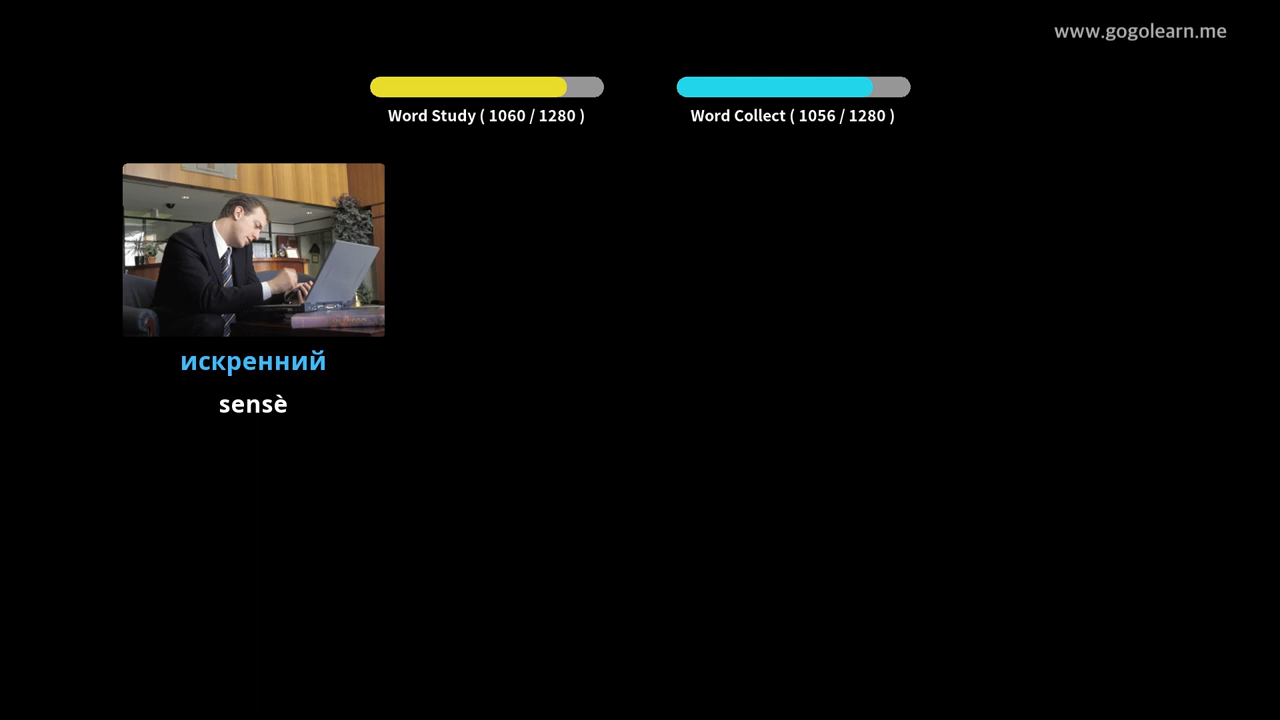 www.gogolearn.me
Word Study ( 1060 / 1280 )
Word Collect ( 1056 / 1280 )
искренний
sensè